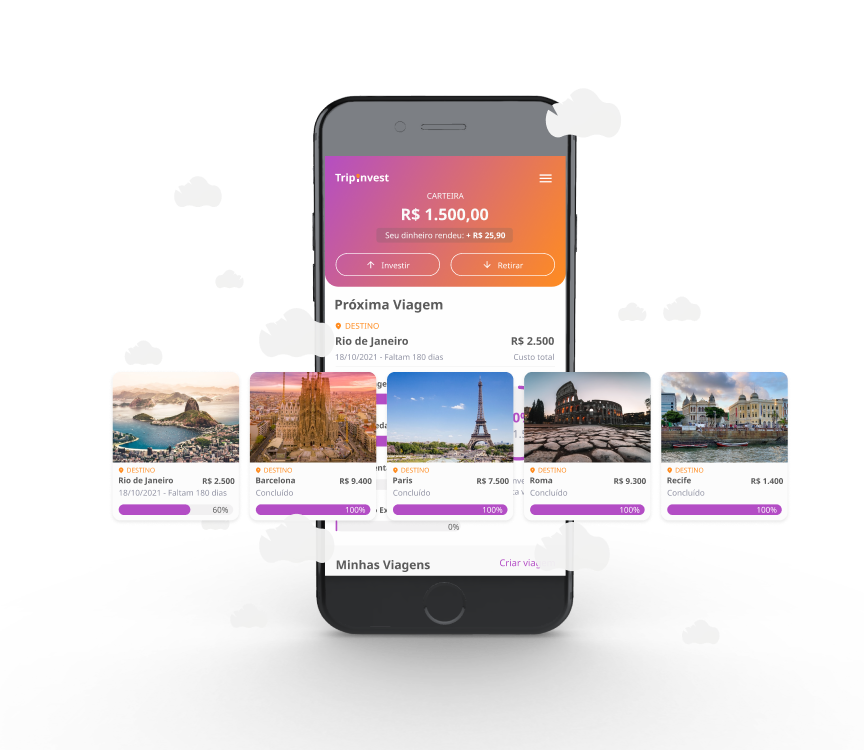 Tripinvest
CARTEIRA
R$ 1.500,00
Seu dinheiro rendeu: + R$ 25,90
Investir
Retirar
Próxima Viagem
DESTINO
Rio de Janeiro R$ 2.500
18/10/2021 - Faltam 180 dias Custo total
DESTINO
Rio de Janeiro R$ 2.500
18/10/2021 - Faltam 180 dias
60%
DESTINO
Barcelona R$ 9.400
Concluído
100%
DESTINO
Paris R$ 7.500
Concluído
100%
DESTINO
Roma R$ 9.300
Concluído
100%
DESTINO
Recife R$ 1.400
Concluído
100%
0%
Minhas Viagens
Criar